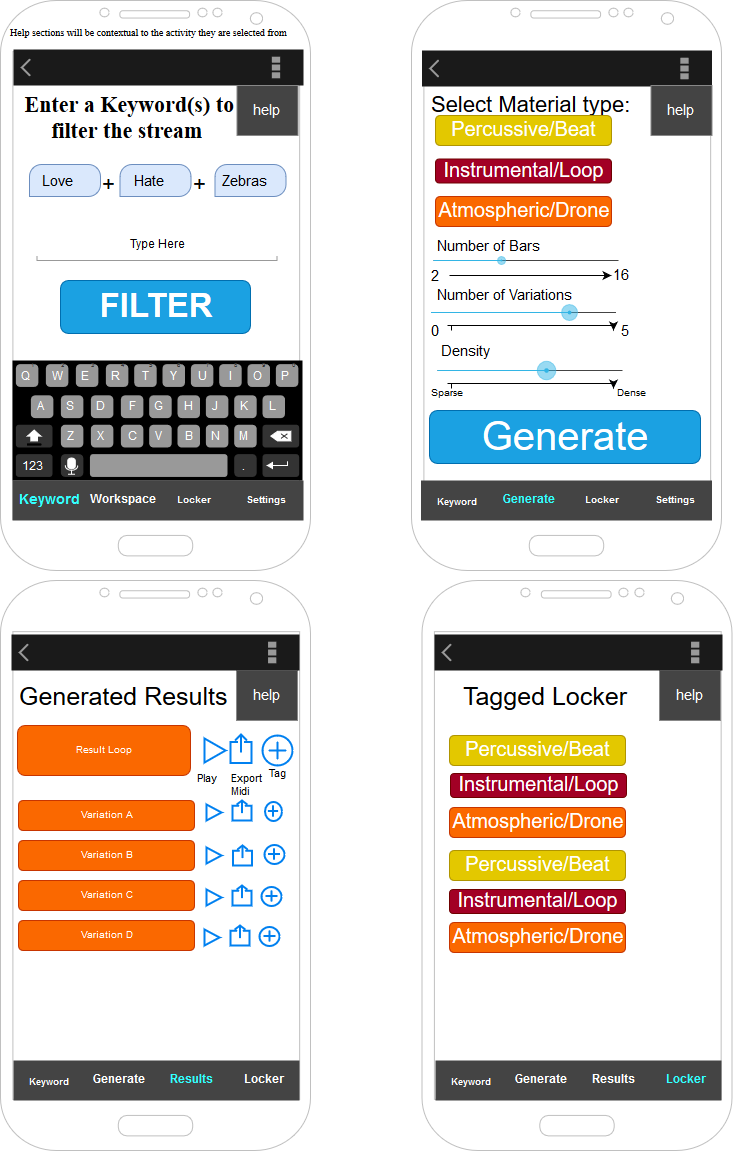 Help sections will be contextual to the activity they are selected from
help
Enter a Keyword(s) to
filter the stream
Love + Hate + Zebras
Type Here
FILTER
Q W E R T Y U I O P
A S D F G H J K L
Z X C V B N M
123 .
Keyword Workspace Locker Settings
help
Select Material type:
Percussive/Beat
Instrumental/Loop
Atmospheric/Drone
Number of Bars
2 16
Number of Variations
0 5
Density
Sparse Dense
Generate
Keyword Generate Locker Settings
help
Generated Results
Result Loop
Play Export Tag
Midi
Variation A
Variation B
Variation C
Variation D
Keyword Generate Results Locker
help
Tagged Locker
Percussive/Beat
Instrumental/Loop
Atmospheric/Drone
Percussive/Beat
Instrumental/Loop
Atmospheric/Drone
Keyword Generate Results Locker